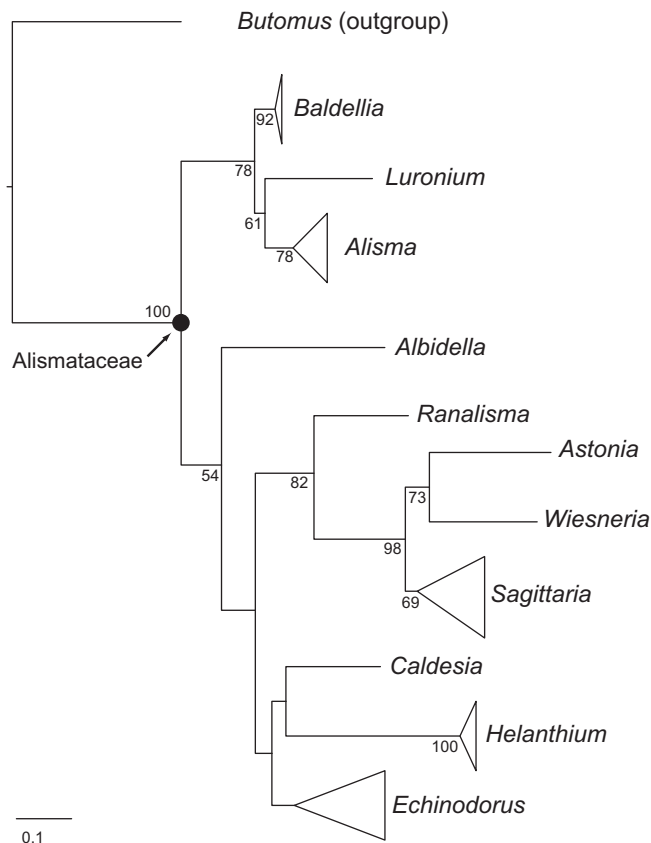 Butomus (outgroup)
92
Baldellia
78
Luronium
61
78
Alisma
100
Alismataceae
Albidella
Ranalisma
Astonia
54
82
73
Wiesneria
98
69
Sagittaria
Caldesia
100
Helanthium
Echinodorus
0.1